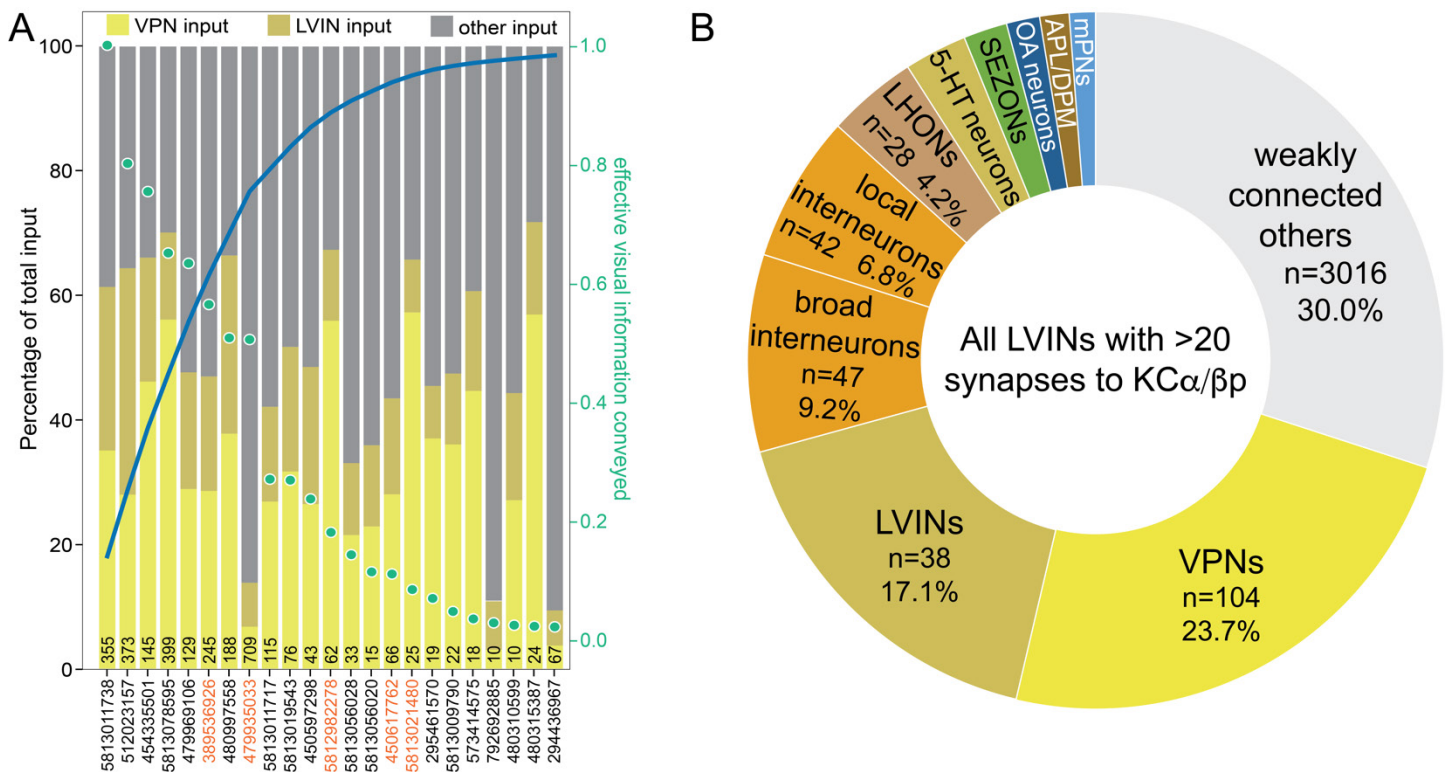 A
VPN input
LVIN input
other input
Percentage of total input
100
80
60
40
20
0
1.0
0.8
0.6
0.4
0.2
0.0
effective visual information conveyed
355
373
145
399
129
245
188
709
115
76
43
62
33
15
66
25
19
22
18
10
10
24
67
5813011738
512023157
454335501
5813078595
479969106
389536926
480997558
479935033
5813011717
5813019543
450597298
5812982278
5813056028
5813056020
450617762
5813021480
295461570
5813009790
573414575
792692885
480310599
480315387
294436967
B
weakly
connected
others
n=3016
30.0%
VPNs
n=104
23.7%
LVINs
n=38
17.1%
broad
interneurons
n=47
9.2%
local
interneurons
n=42 6.8%
LHONs
n=28 4.2%
5-HT neurons
SEZONs
OA neurons
APL/DPM
mPNs
All LVINs with >20
synapses to KCα/βp